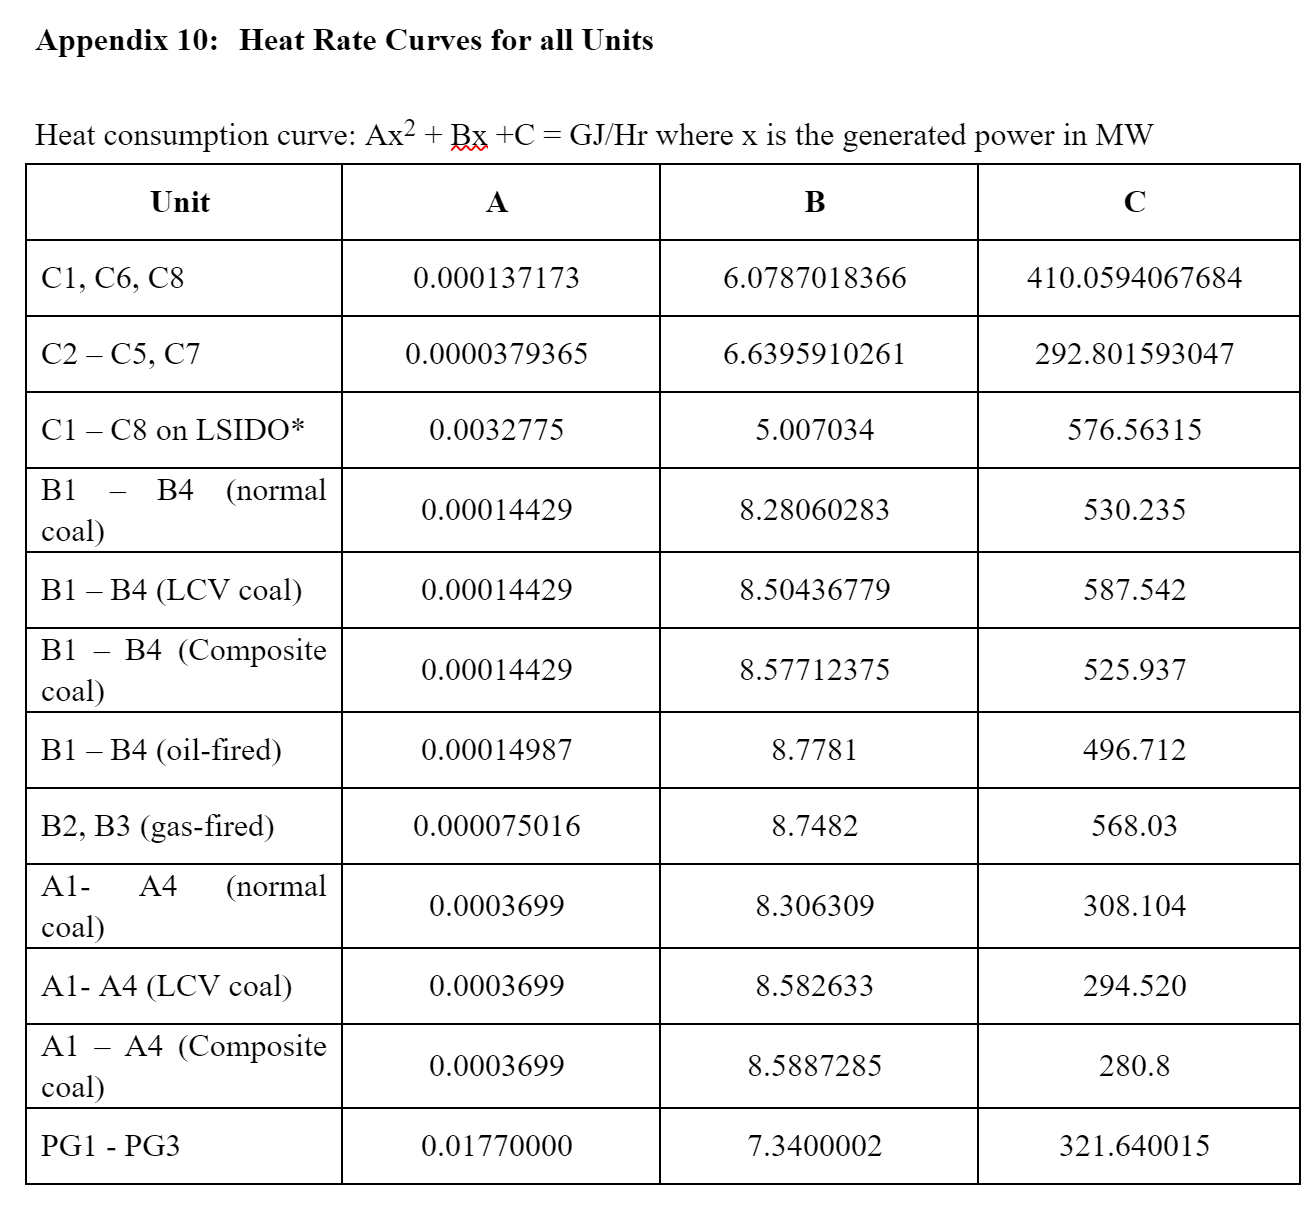 Appendix 10: Heat Rate Curves for all Units
Heat consumption curve: Ax² + Bx +C = GJ/Hr where x is the generated power in MW
Unit A B C
C1, C6, C8 0.000137173 6.0787018366 410.0594067684
C2 – C5, C7 0.0000379365 6.6395910261 292.801593047
C1 – C8 on LSIDO* 0.0032775 5.007034 576.56315
B1 – B4 (normal
coal) 0.00014429 8.28060283 530.235
B1 – B4 (LCV coal) 0.00014429 8.50436779 587.542
B1 – B4 (Composite
coal) 0.00014429 8.57712375 525.937
B1 – B4 (oil-fired) 0.00014987 8.7781 496.712
B2, B3 (gas-fired) 0.000075016 8.7482 568.03
A1- A4 (normal
coal) 0.0003699 8.306309 308.104
A1- A4 (LCV coal) 0.0003699 8.582633 294.520
A1 – A4 (Composite
coal) 0.0003699 8.5887285 280.8
PG1 - PG3 0.01770000 7.3400002 321.640015